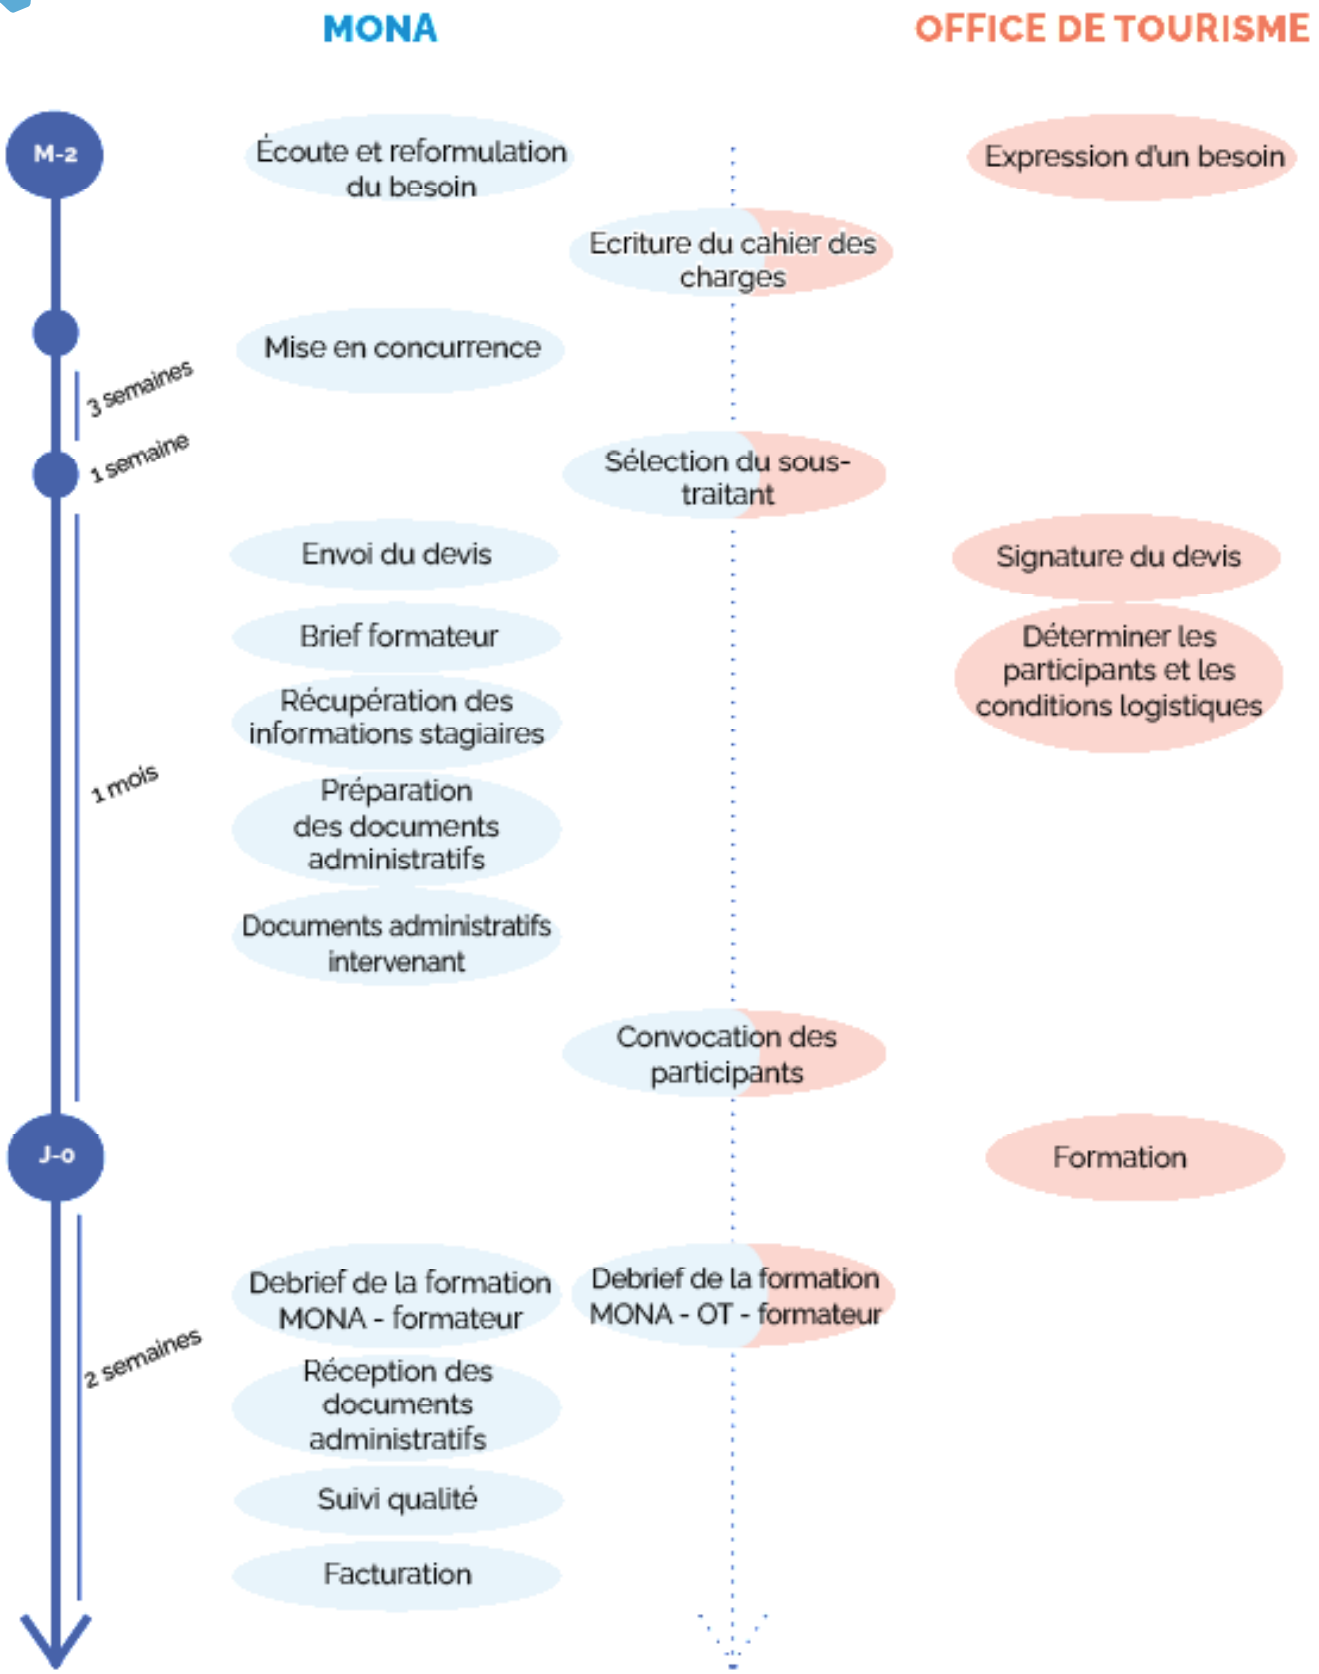 MONA
OFFICE DE TOURISME
M-2
Écoute et reformulation
du besoin
Expression d'un besoin
Ecriture du cahier des
charges
Mise en concurrence
3 semaines
1 semaine
Sélection du sous-
traitant
Envoi du devis
Signature du devis
Brief formateur
Déterminer les
participants et les
conditions logistiques
Récupération des
informations stagiaires
1 mois
Préparation
des documents
administratifs
Documents administratifs
intervenant
Convocation des
participants
J-0
Formation
Debrief de la formation
MONA - formateur
Debrief de la formation
MONA - OT - formateur
2 semaines
Réception des
documents
administratifs
Suivi qualité
Facturation